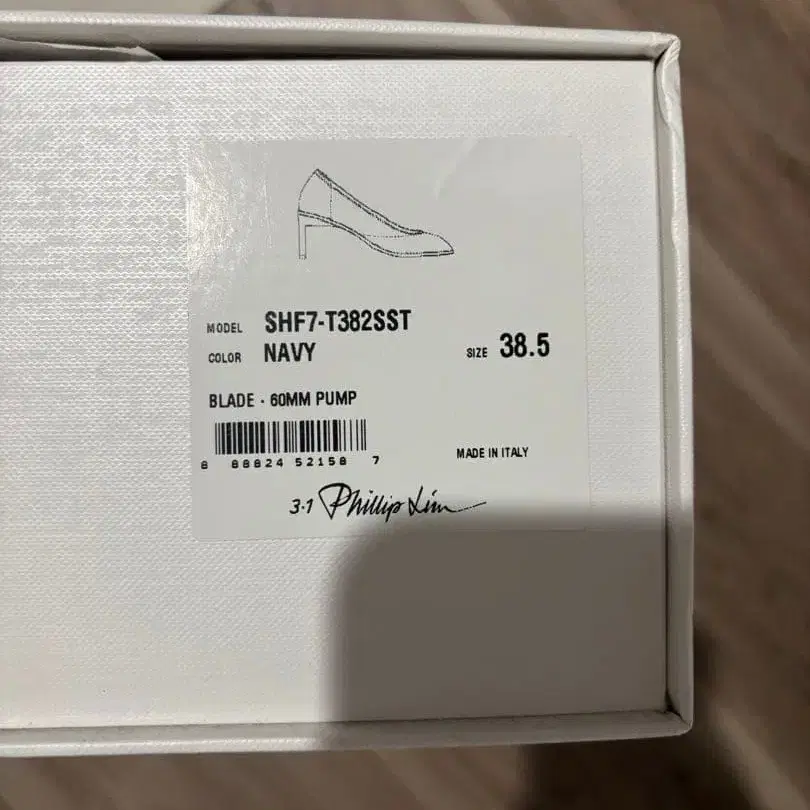 MODEL SHF7-T382SST
COLOR NAVY SIZE 38.5
BLADE · 60MM PUMP
8 88824 52158 7
MADE IN ITALY
3·1 Phillip Lim